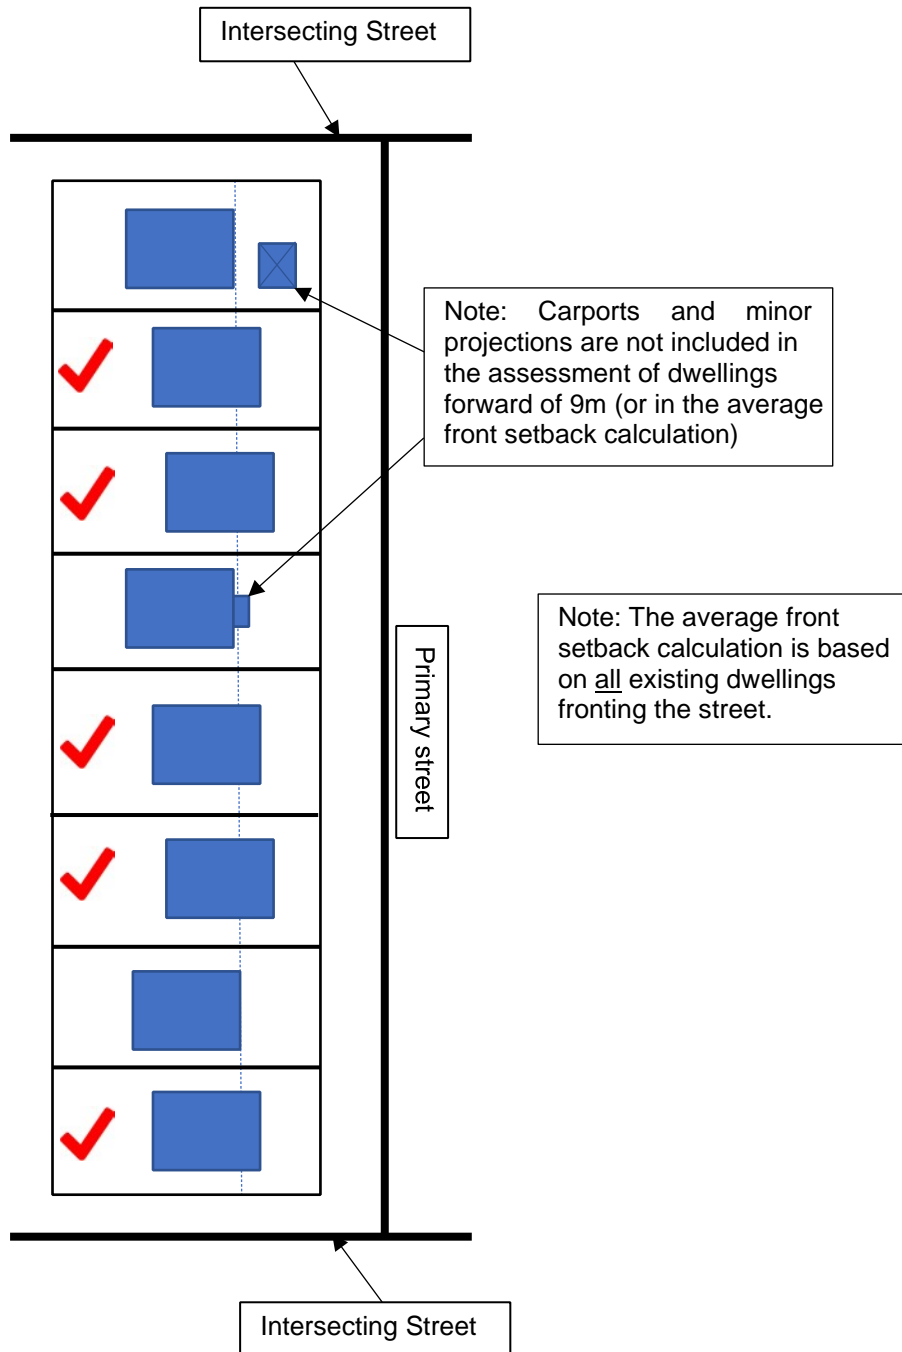 Intersecting Street
Note: Carports and minor
projections are not included in
the assessment of dwellings
forward of 9m (or in the average
front setback calculation)
Note: The average front
setback calculation is based
on all existing dwellings
fronting the street.
Primary street
Intersecting Street